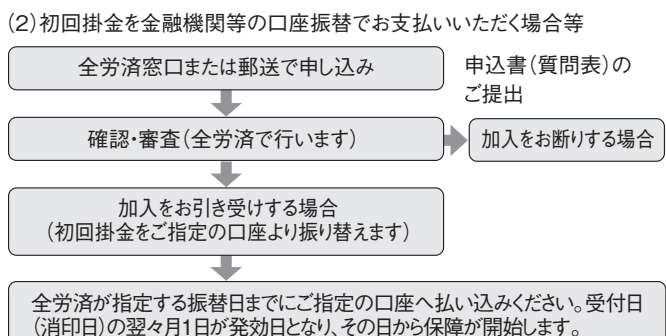 (2)初回掛金を金融機関等の口座振替でお支払いいただく場合等
全労済窓口または郵送で申し込み
申込書(質問表)の
ご提出
確認・審査(全労済で行います)
加入をお断りする場合
加入をお引き受けする場合
(初回掛金をご指定の口座より振り替えます)
全労済が指定する振替日までにご指定の口座へ払い込みください。受付日
(消印日)の翌々月1日が発効日となり、その日から保障が開始します。